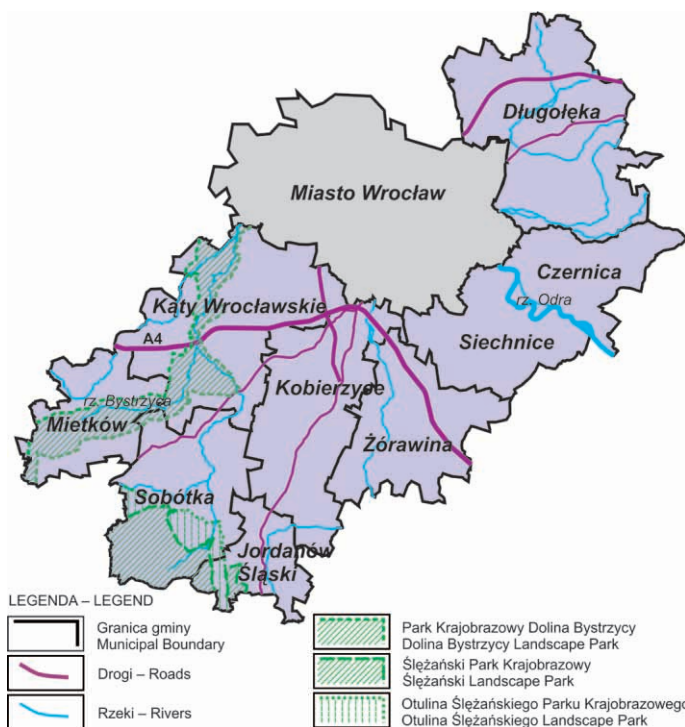 Długołęka
Miasto Wrocław
Czernica
rz. Odra
Kąty Wrocławskie
Siechnice
A4
Kobierzyce
rz. Bystrzyca
Mietków
Żórawina
Sobótka
Jordanów
Śląski
LEGENDA – LEGEND
Granica gminy
Municipal Boundary
Drogi – Roads
Rzeki – Rivers
Park Krajobrazowy Dolina Bystrzycy
Dolina Bystrzycy Landscape Park
Ślężański Park Krajobrazowy
Ślężański Landscape Park
Otulina Ślężańskiego Parku Krajobrazowego
Otulina Ślężańskiego Landscape Park